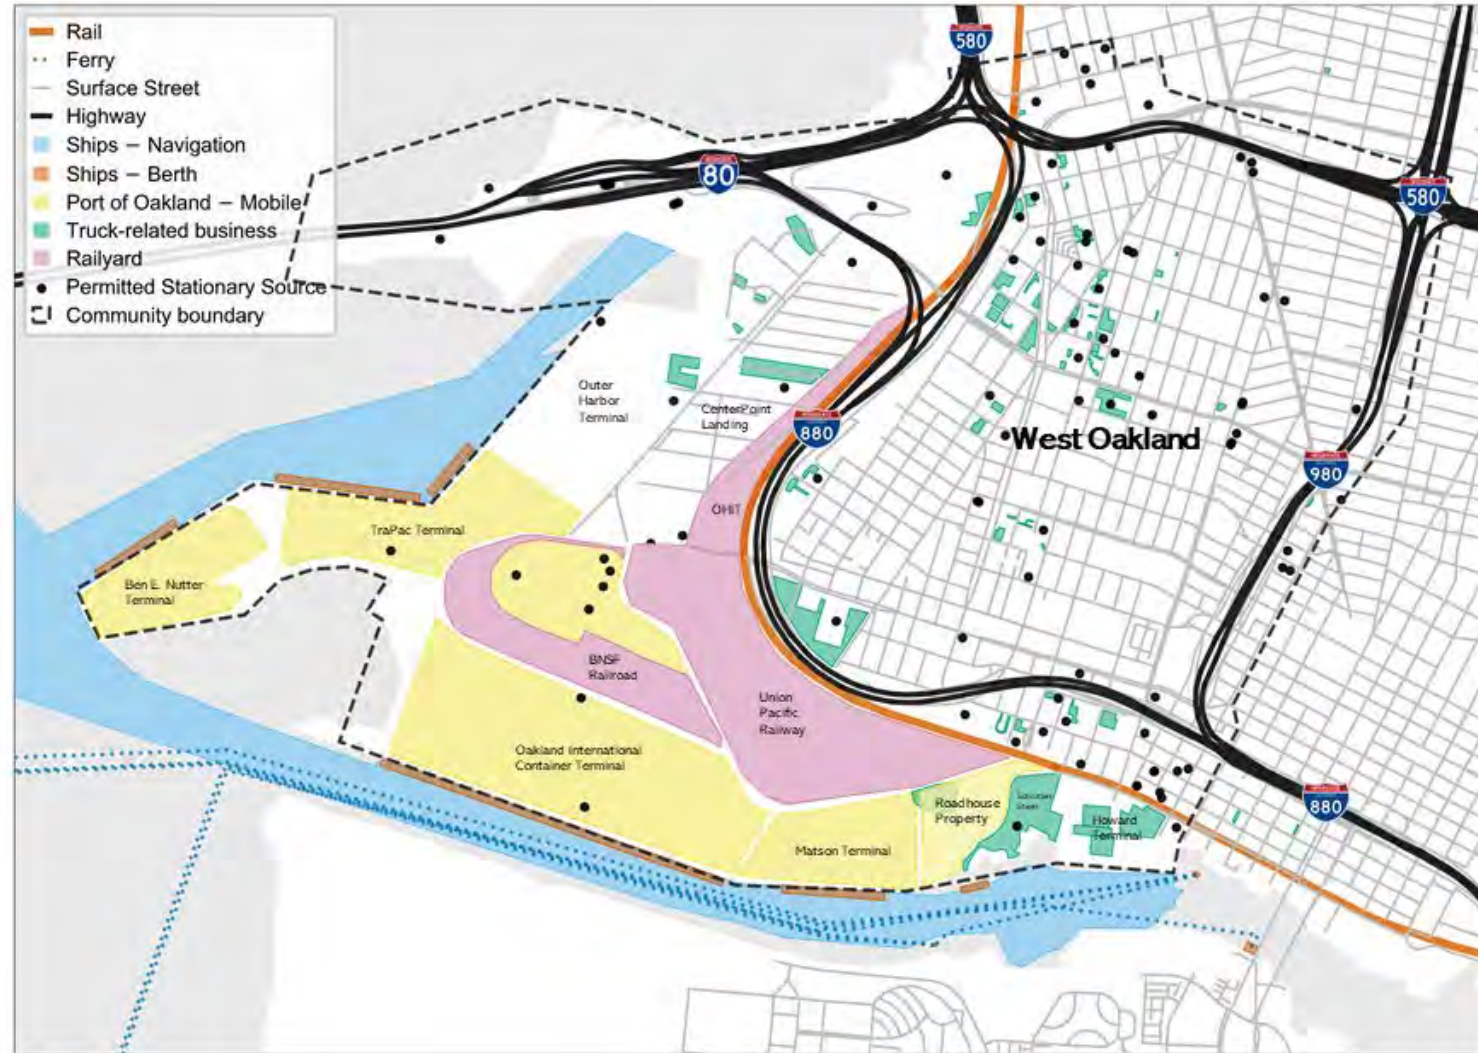 Rail
Ferry
Surface Street
Highway
Ships – Navigation
Ships – Berth
Port of Oakland – Mobile
Truck-related business
Railyard
Permitted Stationary Source
Community boundary
580
80
580
Outer
Harbor
Terminal
CenterPoint
Landing
880
West Oakland
980
OHIT
TraPac Terminal
Ben E. Nutter
Terminal
BNSF
Railroad
Union
Pacific
Railway
Oakland International
Container Terminal
Roadhouse
Property
Howard
Terminal
880
Matson Terminal